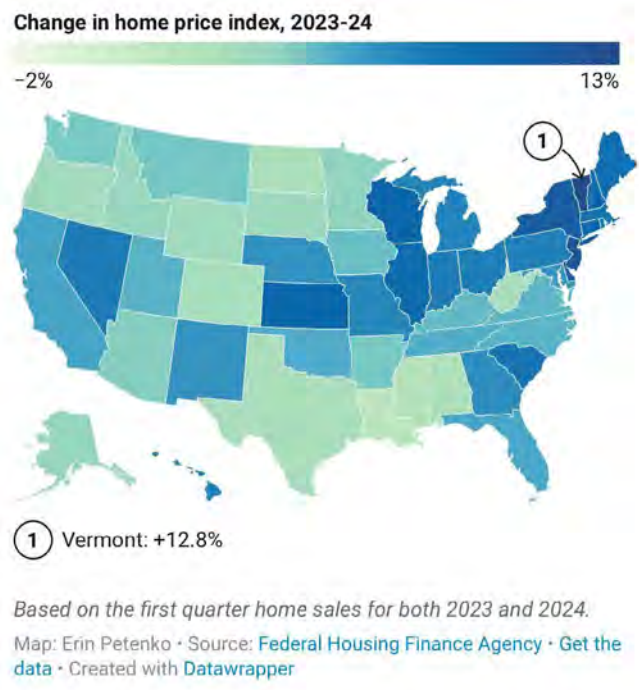 Change in home price index, 2023-24
−2% 13%
1
1 Vermont: +12.8%
Based on the first quarter home sales for both 2023 and 2024.
Map: Erin Petenko · Source: Federal Housing Finance Agency · Get the
data · Created with Datawrapper